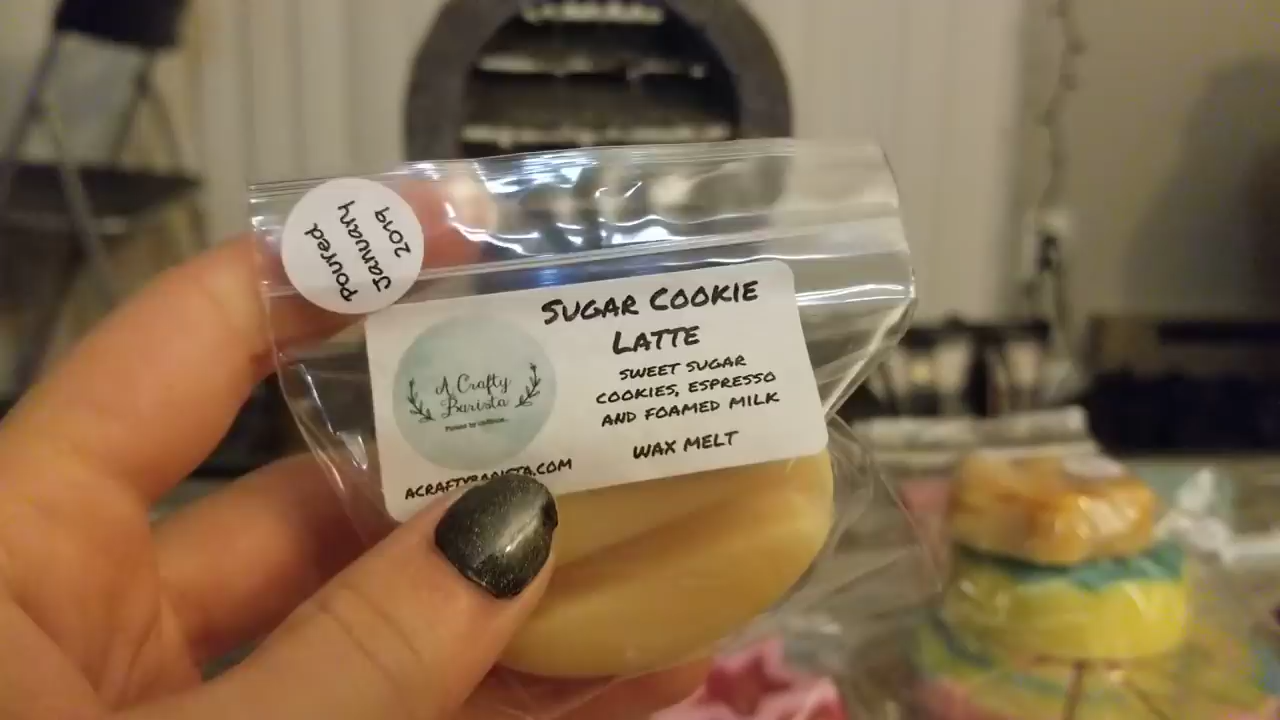 Poured
January
2019
SUGAR COOKIE
LATTE
SWEET SUGAR
COOKIES, ESPRESSO
AND FOAMED MILK
WAX MELT
A Crafty
Barista
ACRAFTYBARISTA.COM